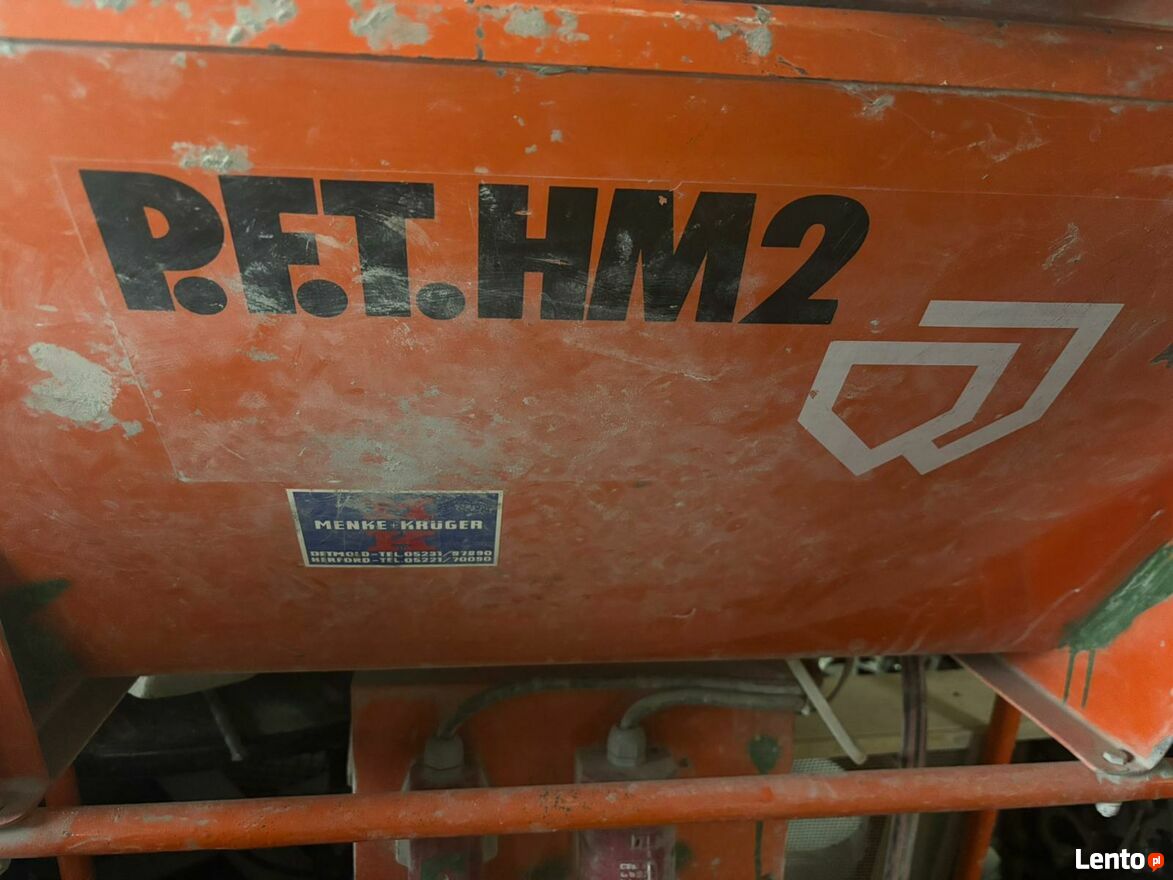 P.F.T. HM2
MENKE+KRÜGER
DETMOLD-TEL.05231/97890
HERFORD-TEL.05221/70090
Lento.pl